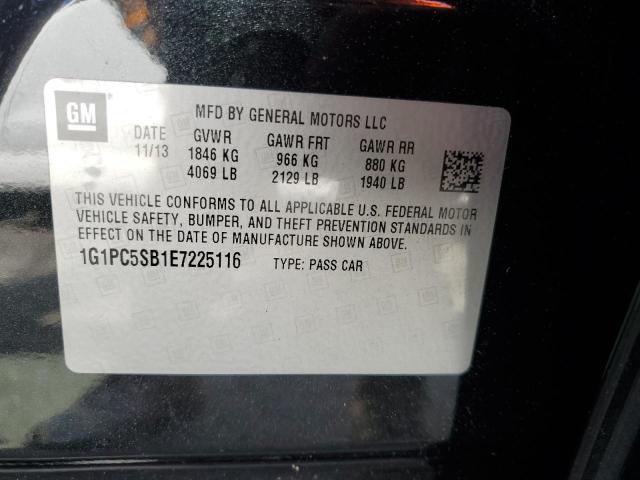 GM
MFD BY GENERAL MOTORS LLC
DATE GVWR GAWR FRT GAWR RR
11/13 1846 KG 966 KG 880 KG
4069 LB 2129 LB 1940 LB
THIS VEHICLE CONFORMS TO ALL APPLICABLE U.S. FEDERAL MOTOR
VEHICLE SAFETY, BUMPER, AND THEFT PREVENTION STANDARDS IN
EFFECT ON THE DATE OF MANUFACTURE SHOWN ABOVE.
1G1PC5SB1E7225116 TYPE: PASS CAR